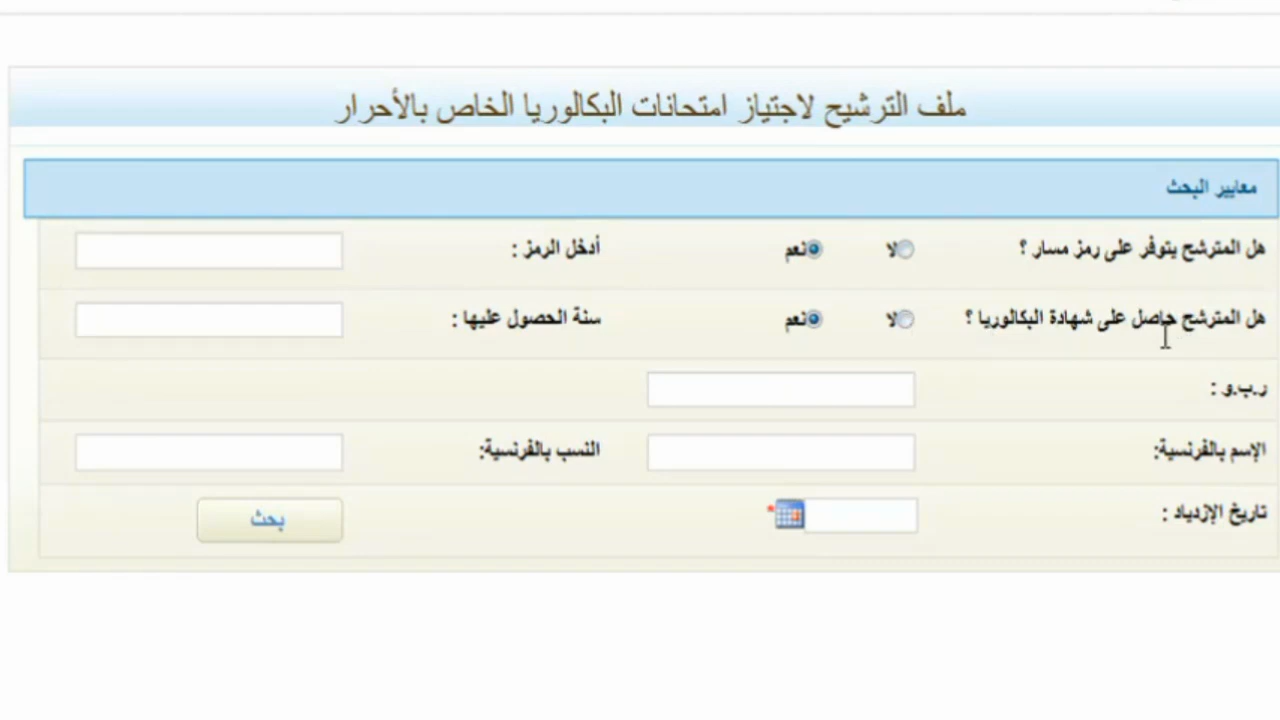 ملف الترشيح لاجتياز امتحانات البكالوريا الخاص بالأحرار
معايير البحث
هل المترشح يتوفر على رمز مسار ؟ لا نعم أدخل الرمز :
هل المترشح حاصل على شهادة البكالوريا ؟ لا نعم سنة الحصول عليها :
ر.ب.و :
الإسم بالفرنسية: النسب بالفرنسية:
تاريخ الإزدياد : * بحث